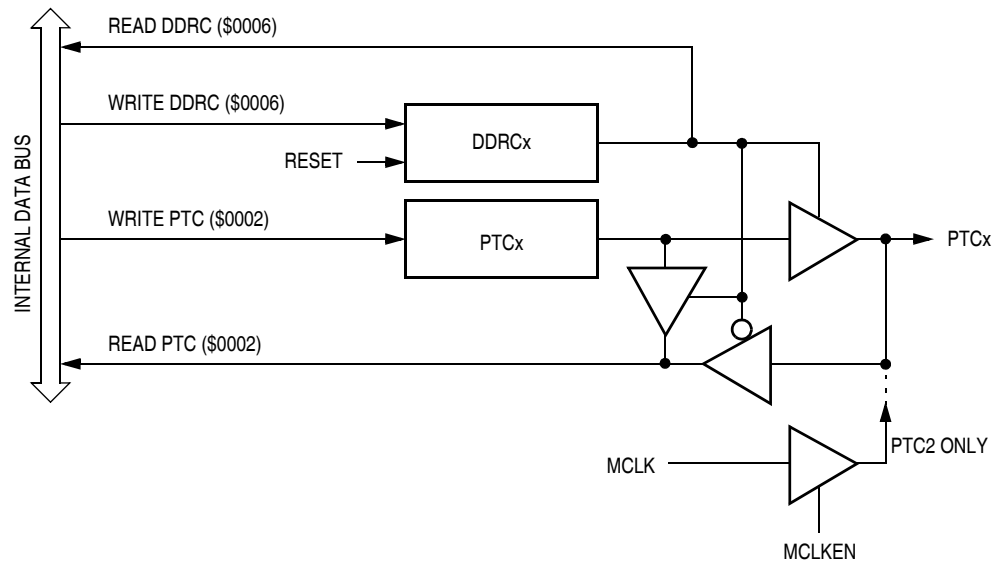 READ DDRC ($0006)
WRITE DDRC ($0006)
DDRCx
RESET
INTERNAL DATA BUS
WRITE PTC ($0002)
PTCx
PTCx
READ PTC ($0002)
PTC2 ONLY
MCLK
MCLKEN